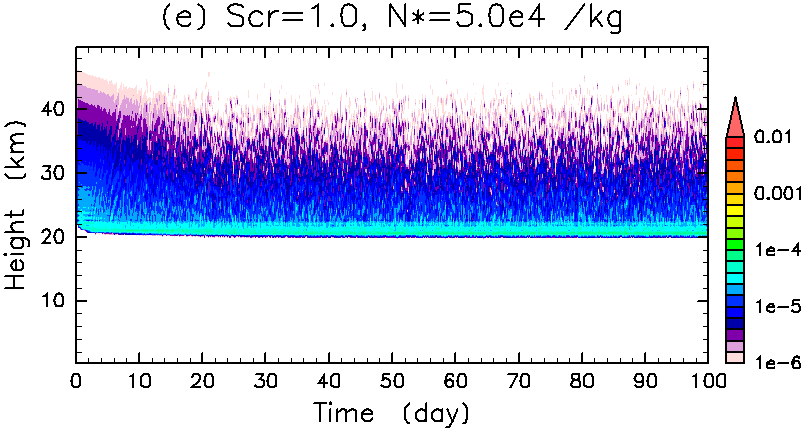 (e) Scr=1.0, N*=5.0e4 /kg
Height (km)
40
30
20
10
0 10 20 30 40 50 60 70 80 90 100
Time (day)
0.01
0.001
1e-4
1e-5
1e-6